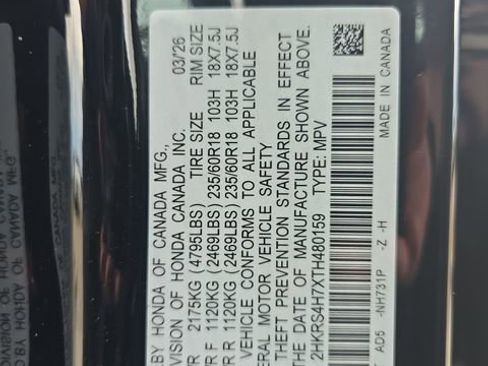 BY HONDA OF CANADA MFG.,
VISION OF HONDA CANADA INC. 03/26
VR 2175KG (4795LBS) TIRE SIZE RIM SIZE
VR F 1120KG (2469LBS) 235/60R18 103H 18X7.5J
VR R 1120KG (2469LBS) 235/60R18 103H 18X7.5J
VEHICLE CONFORMS TO ALL APPLICABLE
ERAL MOTOR VEHICLE SAFETY
THEFT PREVENTION STANDARDS IN EFFECT
THE DATE OF MANUFACTURE SHOWN ABOVE.
2HKRS4H7XTH480159 TYPE: MPV
AD5 -NH731P -Z -H MADE IN CANADA